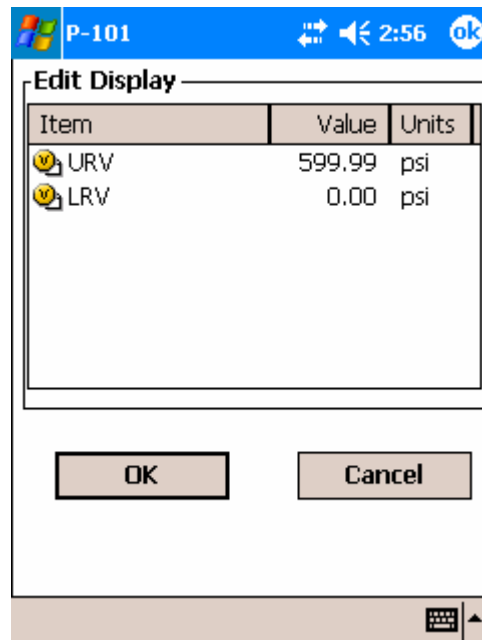 P-101 2:56 ok
Edit Display
Item Value Units
URV 599.99 psi
LRV 0.00 psi
OK Cancel